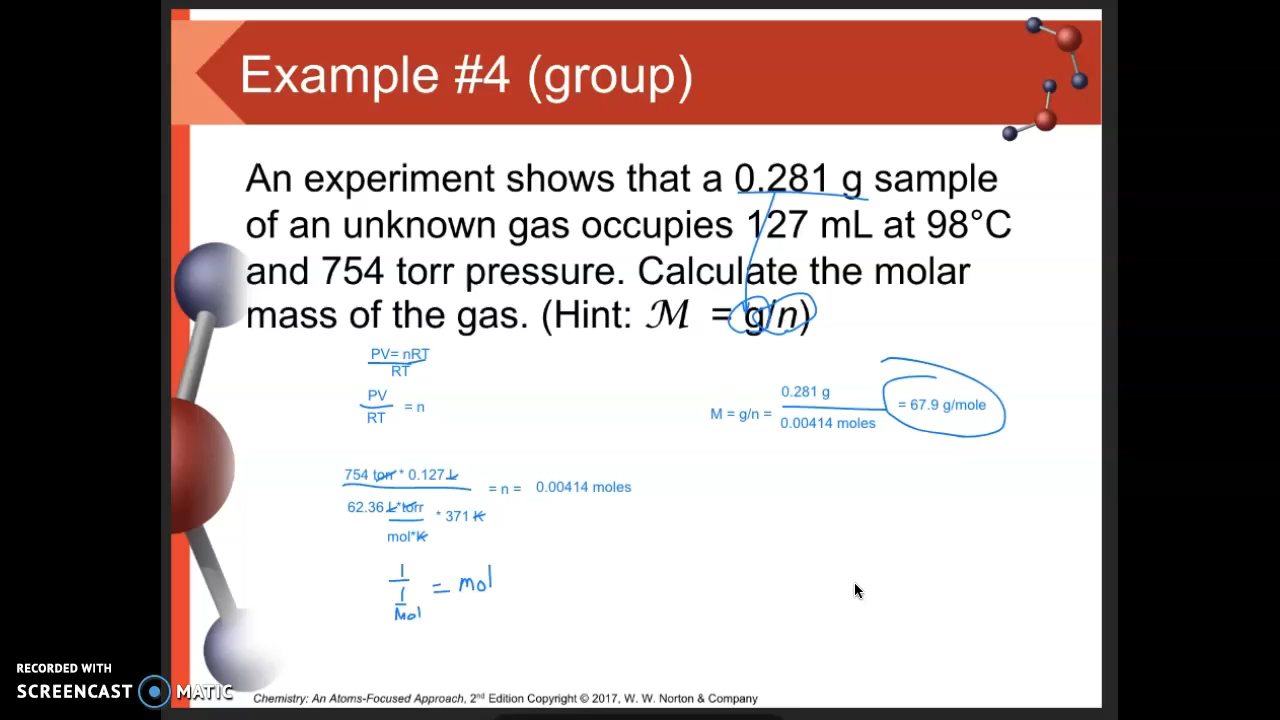 Example #4 (group)
An experiment shows that a 0.281 g sample
of an unknown gas occupies 127 mL at 98°C
and 754 torr pressure. Calculate the molar
mass of the gas. (Hint: ℳ = g/n)
PV= nRT
RT
PV
= n
RT
0.281 g
M = g/n =
= 67.9 g/mole
0.00414 moles
754 torr * 0.127 L
= n = 0.00414 moles
62.36 L*torr
* 371 K
mol*K
1
1
= mol
Mol
RECORDED WITH
SCREENCAST MATIC
Chemistry: An Atoms-Focused Approach, 2nd Edition Copyright © 2017, W. W. Norton & Company